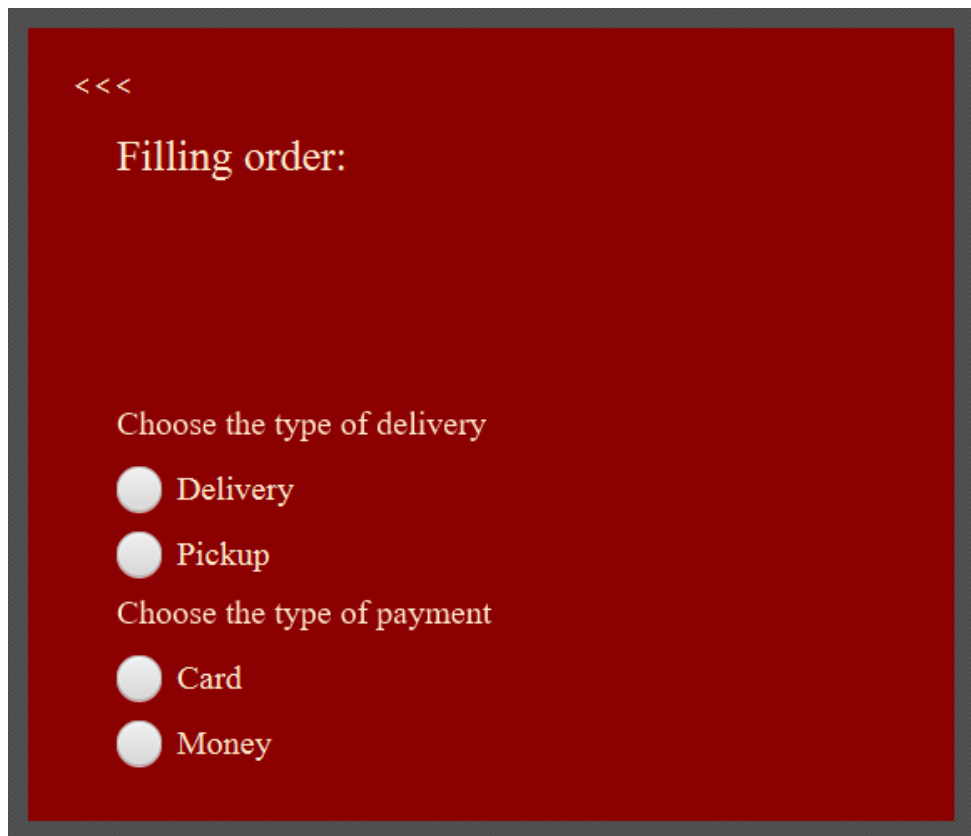 <<<
Filling order:
Choose the type of delivery
Delivery
Pickup
Choose the type of payment
Card
Money